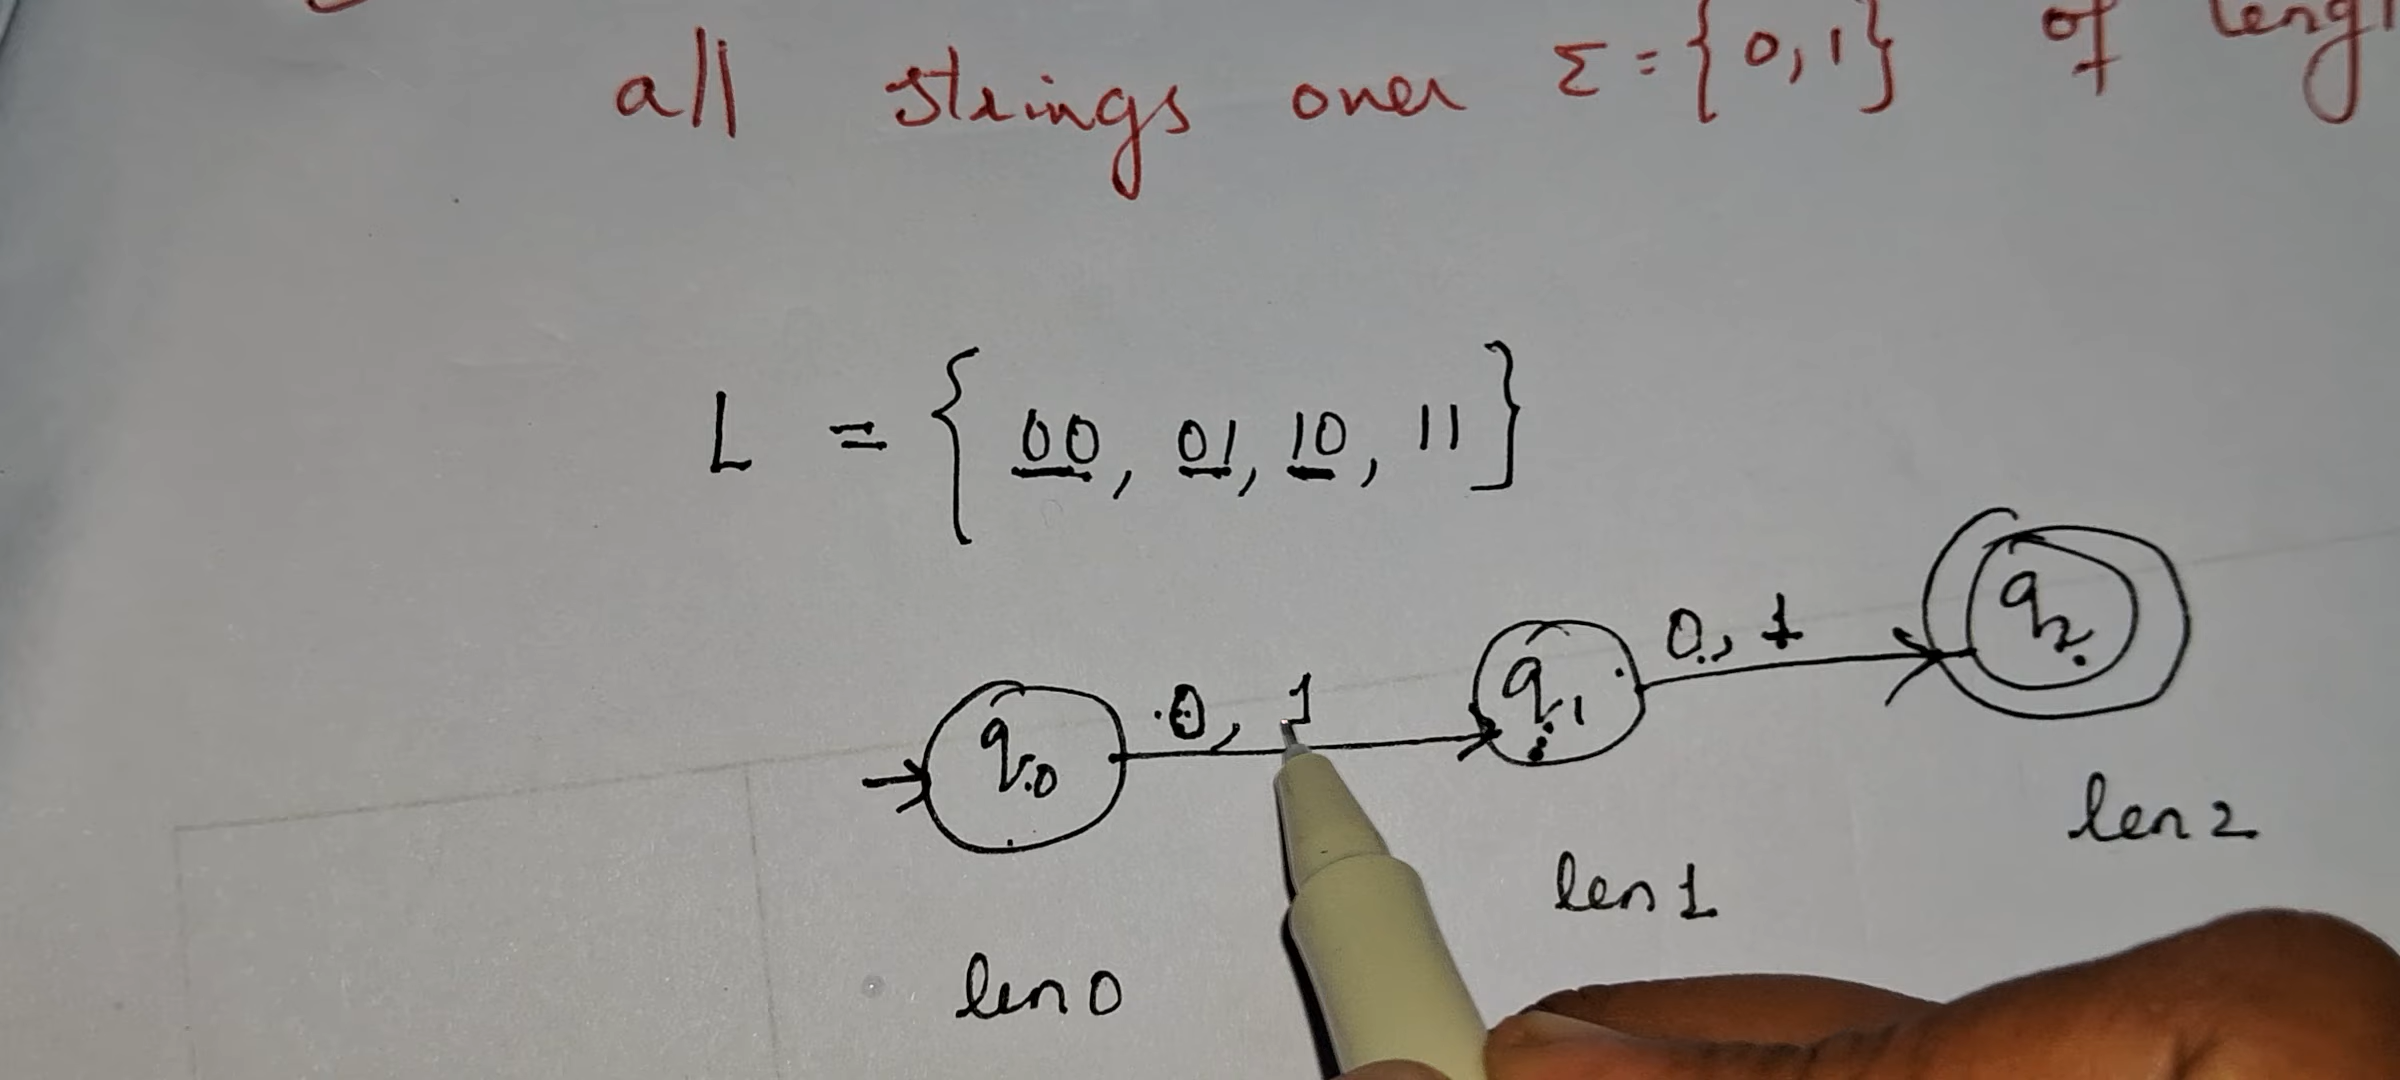 all strings over Σ = {0, 1} of
L = { 00, 01, 10, 11 }
q0 0, 1 q1 0, 1 q2
len 0 len 1 len 2